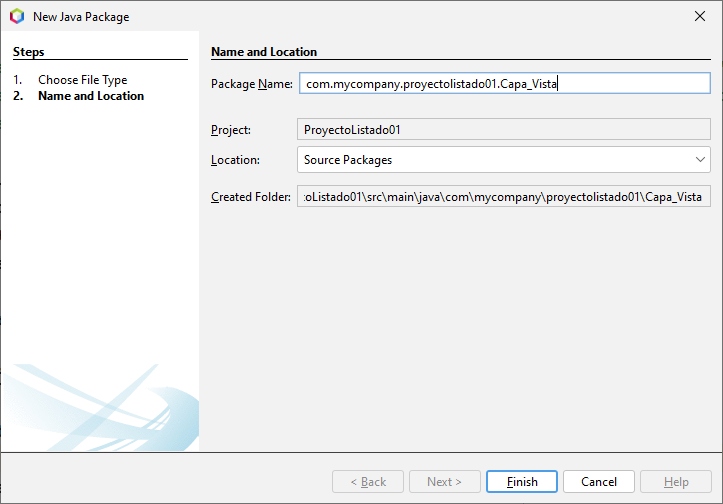 New Java Package
Steps
1. Choose File Type
2. Name and Location
Name and Location
Package Name: com.mycompany.proyectolistado01.Capa_Vista
Project: ProyectoListado01
Location: Source Packages
Created Folder: oListado01\src\main\java\com\mycompany\proyectolistado01\Capa_Vista
< Back
Next >
Finish
Cancel
Help